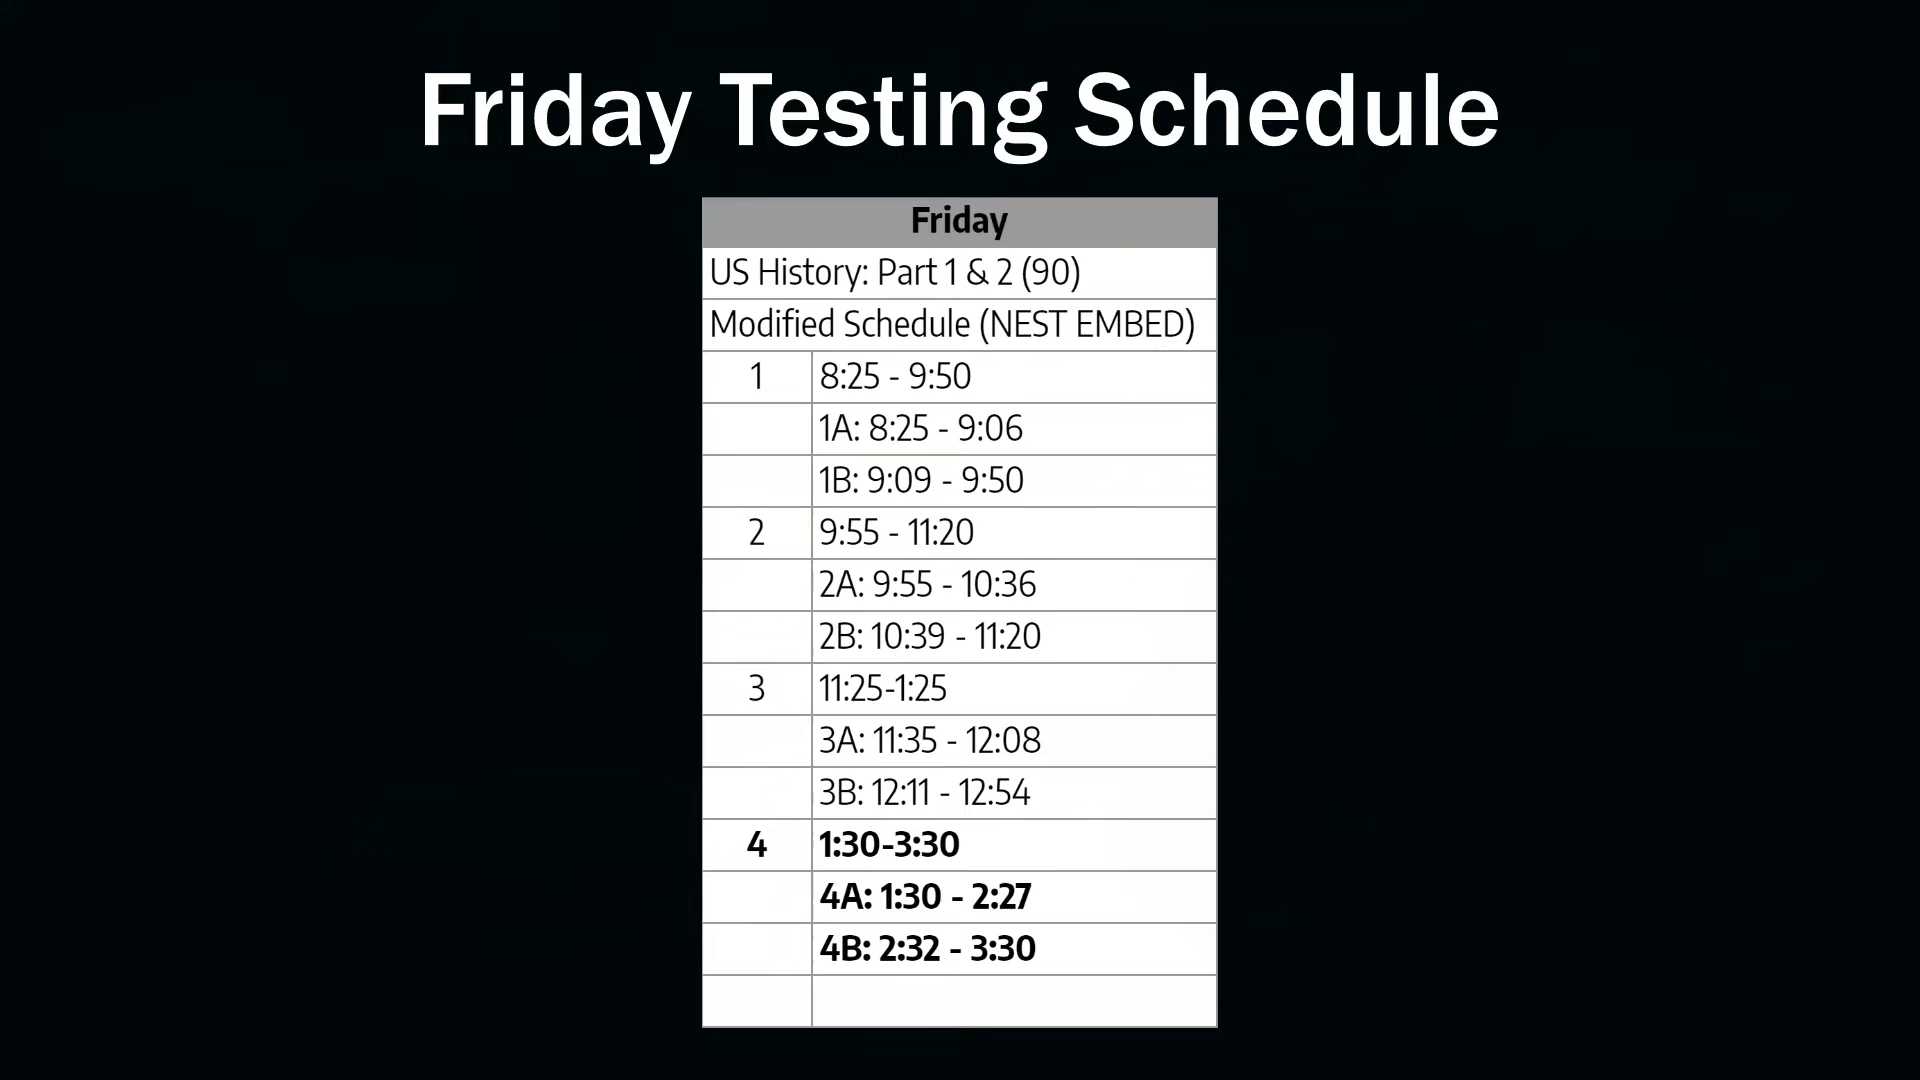 Friday Testing Schedule
Friday
US History: Part 1 & 2 (90)
Modified Schedule (NEST EMBED)
1 8:25 - 9:50
1A: 8:25 - 9:06
1B: 9:09 - 9:50
2 9:55 - 11:20
2A: 9:55 - 10:36
2B: 10:39 - 11:20
3 11:25-1:25
3A: 11:35 - 12:08
3B: 12:11 - 12:54
4 1:30-3:30
4A: 1:30 - 2:27
4B: 2:32 - 3:30